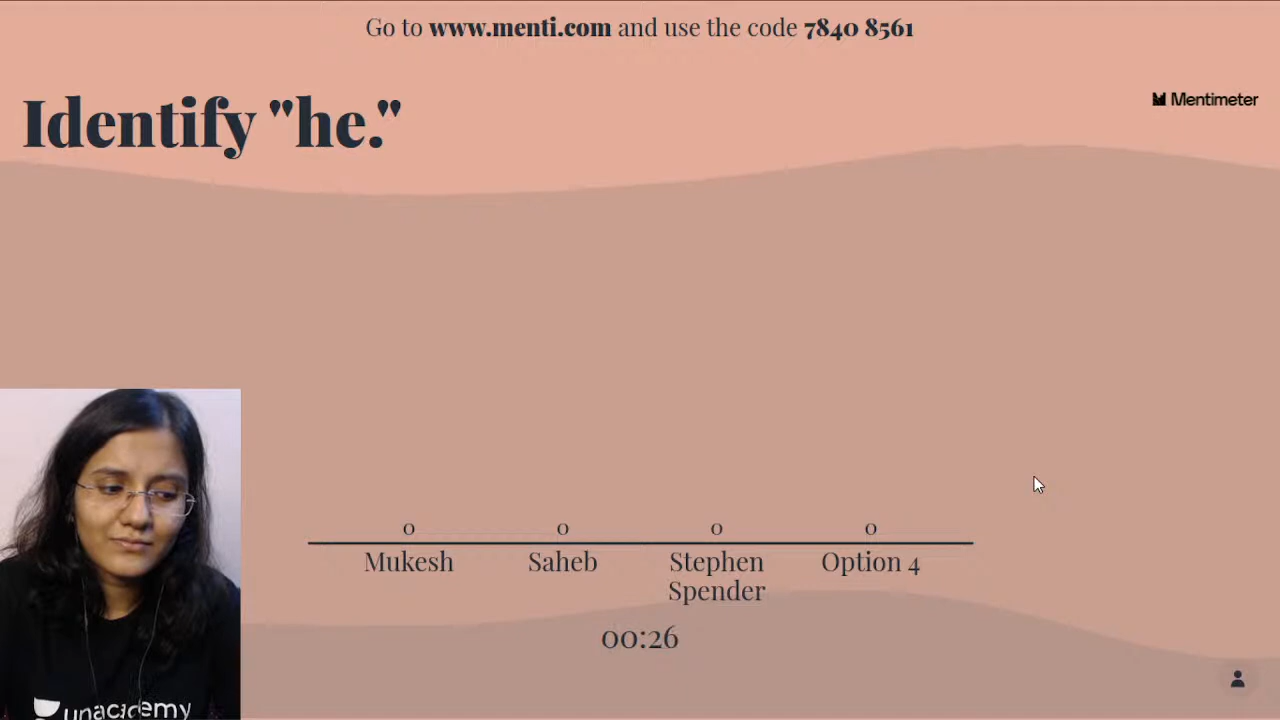 Go to www.menti.com and use the code 7840 8561
Identify "he."
Mentimeter
0 0 0 0
Mukesh Saheb Stephen Spender Option 4
00:26
unacademy